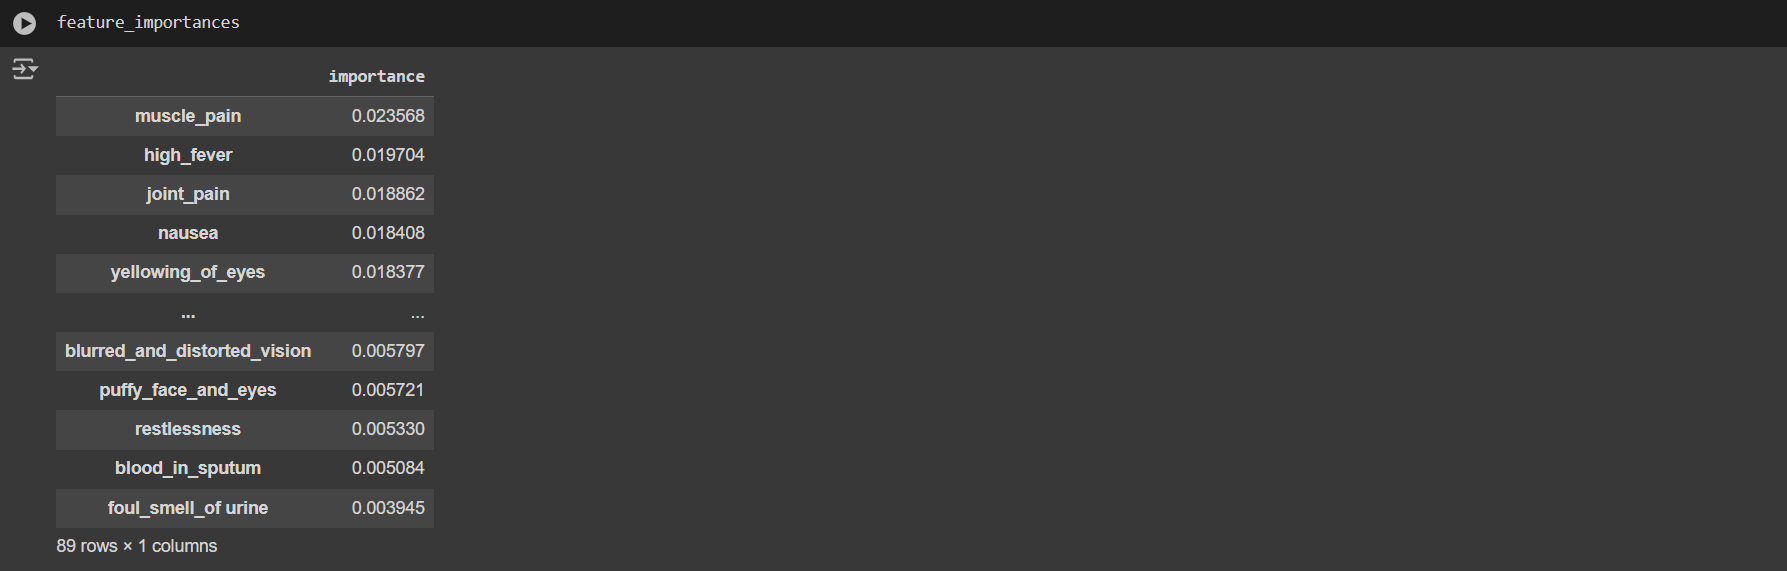 feature_importances
importance
muscle_pain 0.023568
high_fever 0.019704
joint_pain 0.018862
nausea 0.018408
yellowing_of_eyes 0.018377
... ...
blurred_and_distorted_vision 0.005797
puffy_face_and_eyes 0.005721
restlessness 0.005330
blood_in_sputum 0.005084
foul_smell_of urine 0.003945
89 rows × 1 columns